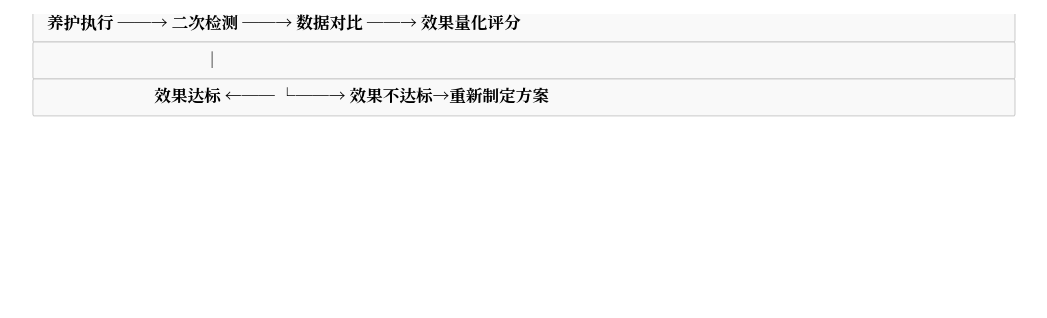 养护执行 ───→ 二次检测 ───→ 数据对比 ───→ 效果量化评分
│
效果达标 ←── └───→ 效果不达标→重新制定方案